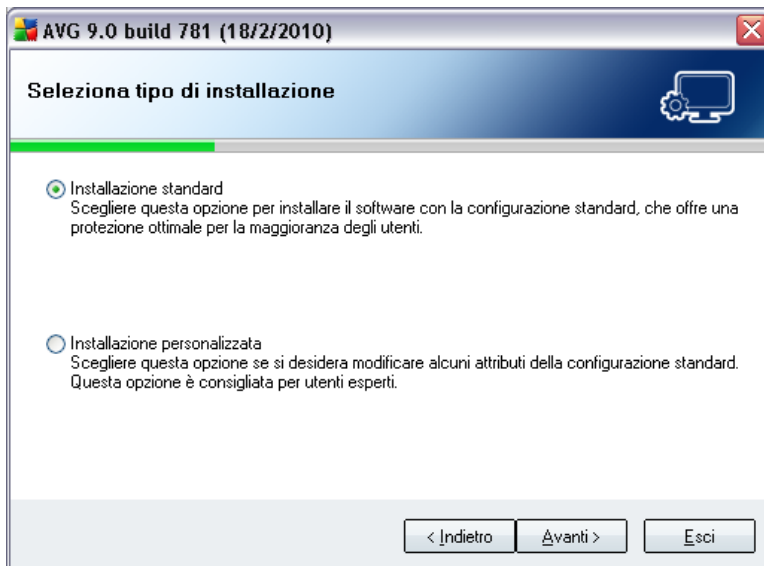 AVG 9.0 build 781 (18/2/2010)
Seleziona tipo di installazione
Installazione standard
Scegliere questa opzione per installare il software con la configurazione standard, che offre una
protezione ottimale per la maggioranza degli utenti.
Installazione personalizzata
Scegliere questa opzione se si desidera modificare alcuni attributi della configurazione standard.
Questa opzione è consigliata per utenti esperti.
< Indietro
Avanti >
Esci